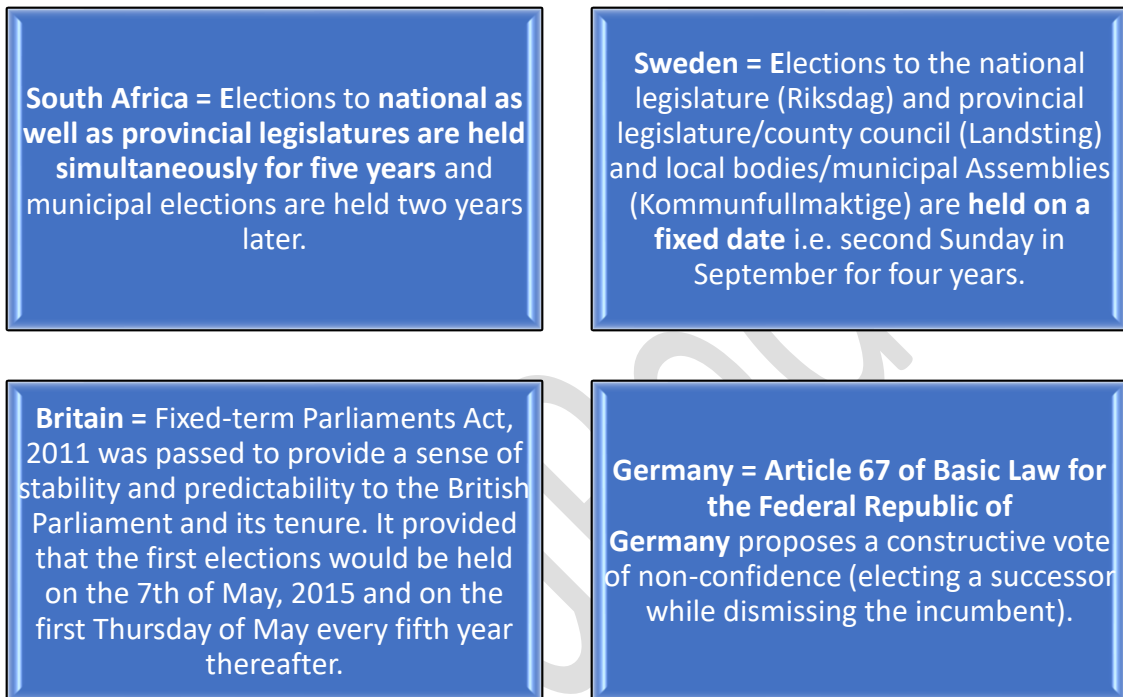 South Africa = Elections to national as
well as provincial legislatures are held
simultaneously for five years and
municipal elections are held two years
later.
Sweden = Elections to the national
legislature (Riksdag) and provincial
legislature/county council (Landsting)
and local bodies/municipal Assemblies
(Kommunfullmaktige) are held on a
fixed date i.e. second Sunday in
September for four years.
Britain = Fixed-term Parliaments Act,
2011 was passed to provide a sense of
stability and predictability to the British
Parliament and its tenure. It provided
that the first elections would be held
on the 7th of May, 2015 and on the
first Thursday of May every fifth year
thereafter.
Germany = Article 67 of Basic Law for
the Federal Republic of
Germany proposes a constructive vote
of non-confidence (electing a successor
while dismissing the incumbent).